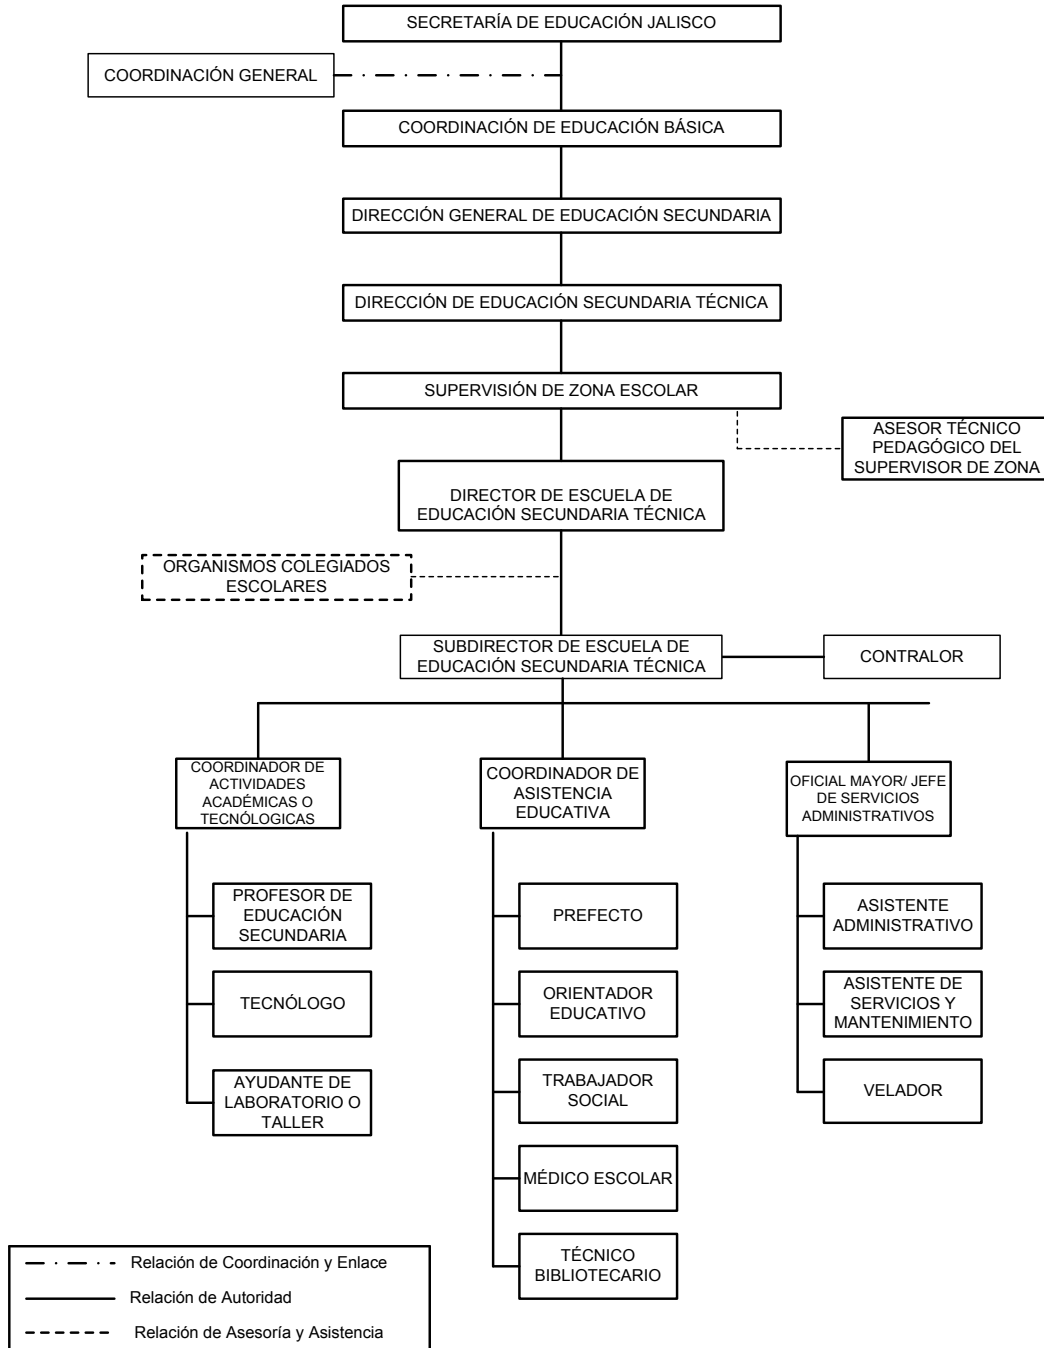 SECRETARÍA DE EDUCACIÓN JALISCO
COORDINACIÓN GENERAL
COORDINACIÓN DE EDUCACIÓN BÁSICA
DIRECCIÓN GENERAL DE EDUCACIÓN SECUNDARIA
DIRECCIÓN DE EDUCACIÓN SECUNDARIA TÉCNICA
SUPERVISIÓN DE ZONA ESCOLAR
ASESOR TÉCNICO
PEDAGÓGICO DEL
SUPERVISOR DE ZONA
DIRECTOR DE ESCUELA DE
EDUCACIÓN SECUNDARIA TÉCNICA
ORGANISMOS COLEGIADOS
ESCOLARES
SUBDIRECTOR DE ESCUELA DE
EDUCACIÓN SECUNDARIA TÉCNICA
CONTRALOR
COORDINADOR DE
ACTIVIDADES
ACADÉMICAS O
TECNÓLOGICAS
PROFESOR DE
EDUCACIÓN
SECUNDARIA
TECNÓLOGO
AYUDANTE DE
LABORATORIO O
TALLER
COORDINADOR DE
ASISTENCIA
EDUCATIVA
PREFECTO
ORIENTADOR
EDUCATIVO
TRABAJADOR
SOCIAL
MÉDICO ESCOLAR
TÉCNICO
BIBLIOTECARIO
OFICIAL MAYOR/ JEFE
DE SERVICIOS
ADMINISTRATIVOS
ASISTENTE
ADMINISTRATIVO
ASISTENTE DE
SERVICIOS Y
MANTENIMIENTO
VELADOR
Relación de Coordinación y Enlace
Relación de Autoridad
Relación de Asesoría y Asistencia